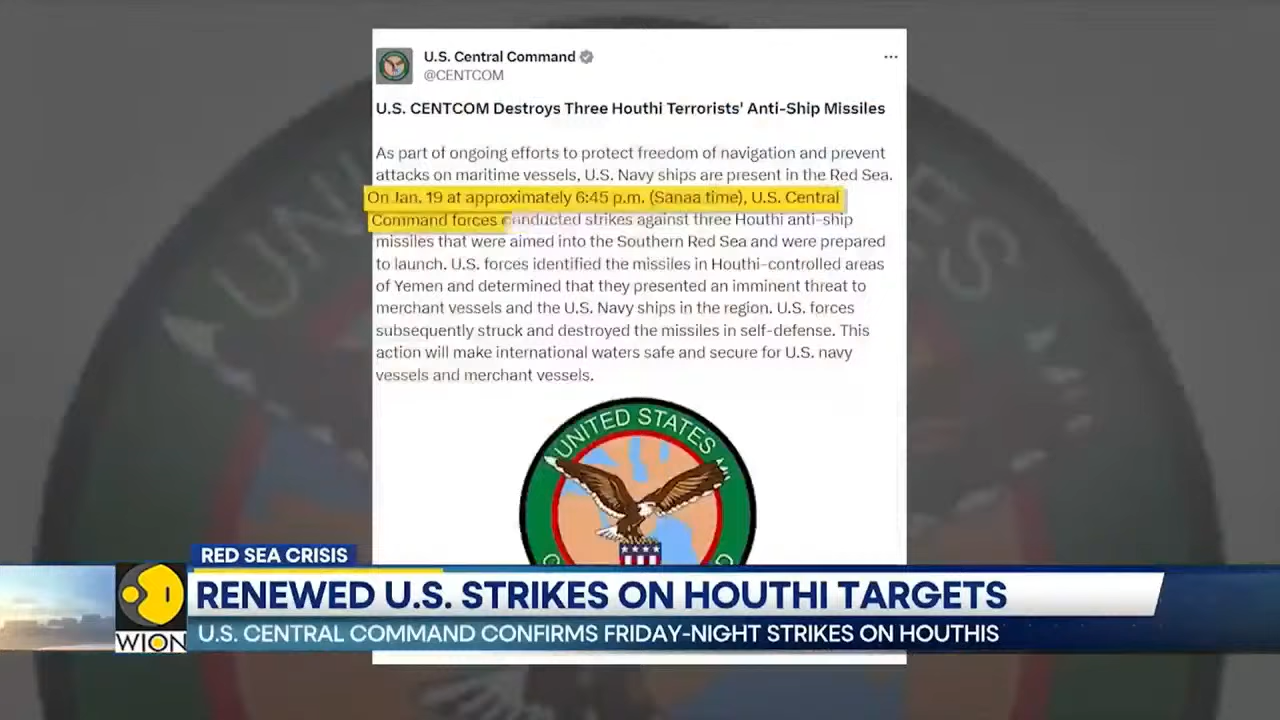 U.S. Central Command
@CENTCOM
U.S. CENTCOM Destroys Three Houthi Terrorists' Anti-Ship Missiles
As part of ongoing efforts to protect freedom of navigation and prevent
attacks on maritime vessels, U.S. Navy ships are present in the Red Sea.
On Jan. 19 at approximately 6:45 p.m. (Sanaa time), U.S. Central
Command forces conducted strikes against three Houthi anti-ship
missiles that were aimed into the Southern Red Sea and were prepared
to launch. U.S. forces identified the missiles in Houthi-controlled areas
of Yemen and determined that they presented an imminent threat to
merchant vessels and the U.S. Navy ships in the region. U.S. forces
subsequently struck and destroyed the missiles in self-defense. This
action will make international waters safe and secure for U.S. navy
vessels and merchant vessels.
UNITED STATES
RED SEA CRISIS
RENEWED U.S. STRIKES ON HOUTHI TARGETS
U.S. CENTRAL COMMAND CONFIRMS FRIDAY-NIGHT STRIKES ON HOUTHIS
WION